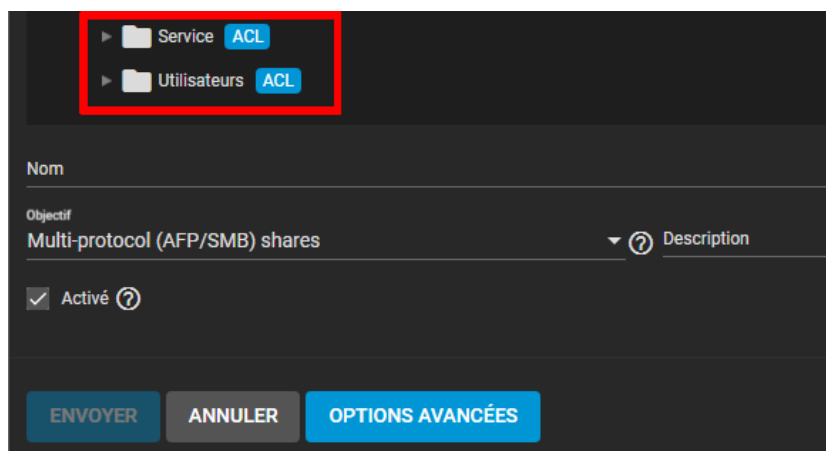 Service ACL
Utilisateurs ACL
Nom
Objectif
Multi-protocol (AFP/SMB) shares
Description
Activé
ENVOYER ANNULER OPTIONS AVANCÉES